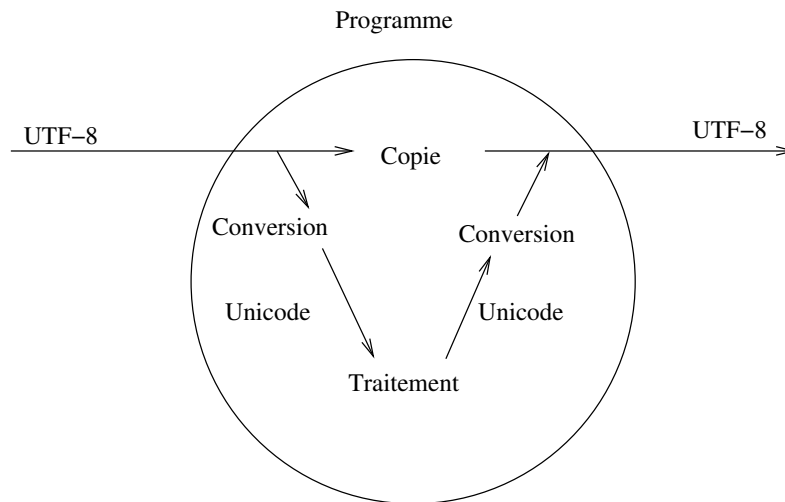 Programme
UTF–8
UTF–8
Copie
Conversion
Conversion
Unicode
Unicode
Traitement